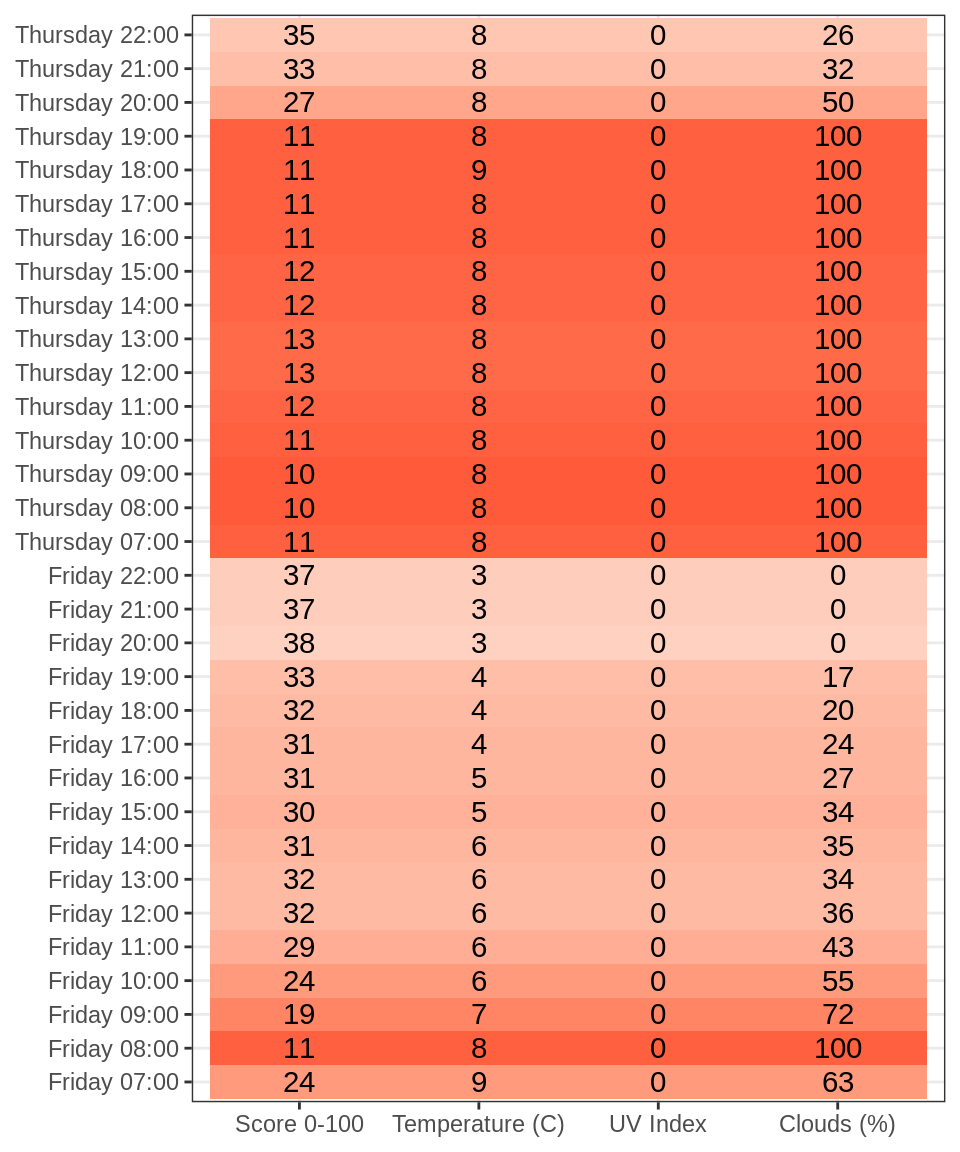 Thursday 22:00 35 8 0 26
Thursday 21:00 33 8 0 32
Thursday 20:00 27 8 0 50
Thursday 19:00 11 8 0 100
Thursday 18:00 11 9 0 100
Thursday 17:00 11 8 0 100
Thursday 16:00 11 8 0 100
Thursday 15:00 12 8 0 100
Thursday 14:00 12 8 0 100
Thursday 13:00 13 8 0 100
Thursday 12:00 13 8 0 100
Thursday 11:00 12 8 0 100
Thursday 10:00 11 8 0 100
Thursday 09:00 10 8 0 100
Thursday 08:00 10 8 0 100
Thursday 07:00 11 8 0 100
Friday 22:00 37 3 0 0
Friday 21:00 37 3 0 0
Friday 20:00 38 3 0 0
Friday 19:00 33 4 0 17
Friday 18:00 32 4 0 20
Friday 17:00 31 4 0 24
Friday 16:00 31 5 0 27
Friday 15:00 30 5 0 34
Friday 14:00 31 6 0 35
Friday 13:00 32 6 0 34
Friday 12:00 32 6 0 36
Friday 11:00 29 6 0 43
Friday 10:00 24 6 0 55
Friday 09:00 19 7 0 72
Friday 08:00 11 8 0 100
Friday 07:00 24 9 0 63
Score 0-100 Temperature (C) UV Index Clouds (%)